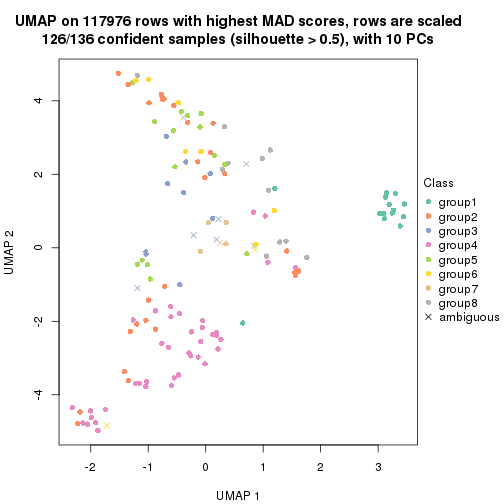 UMAP on 117976 rows with highest MAD scores, rows are scaled
126/136 confident samples (silhouette > 0.5), with 10 PCs
4
2
0
-2
-4
UMAP 2
-2 -1 0 1 2 3
UMAP 1
Class
group1
group2
group3
group4
group5
group6
group7
group8
ambiguous